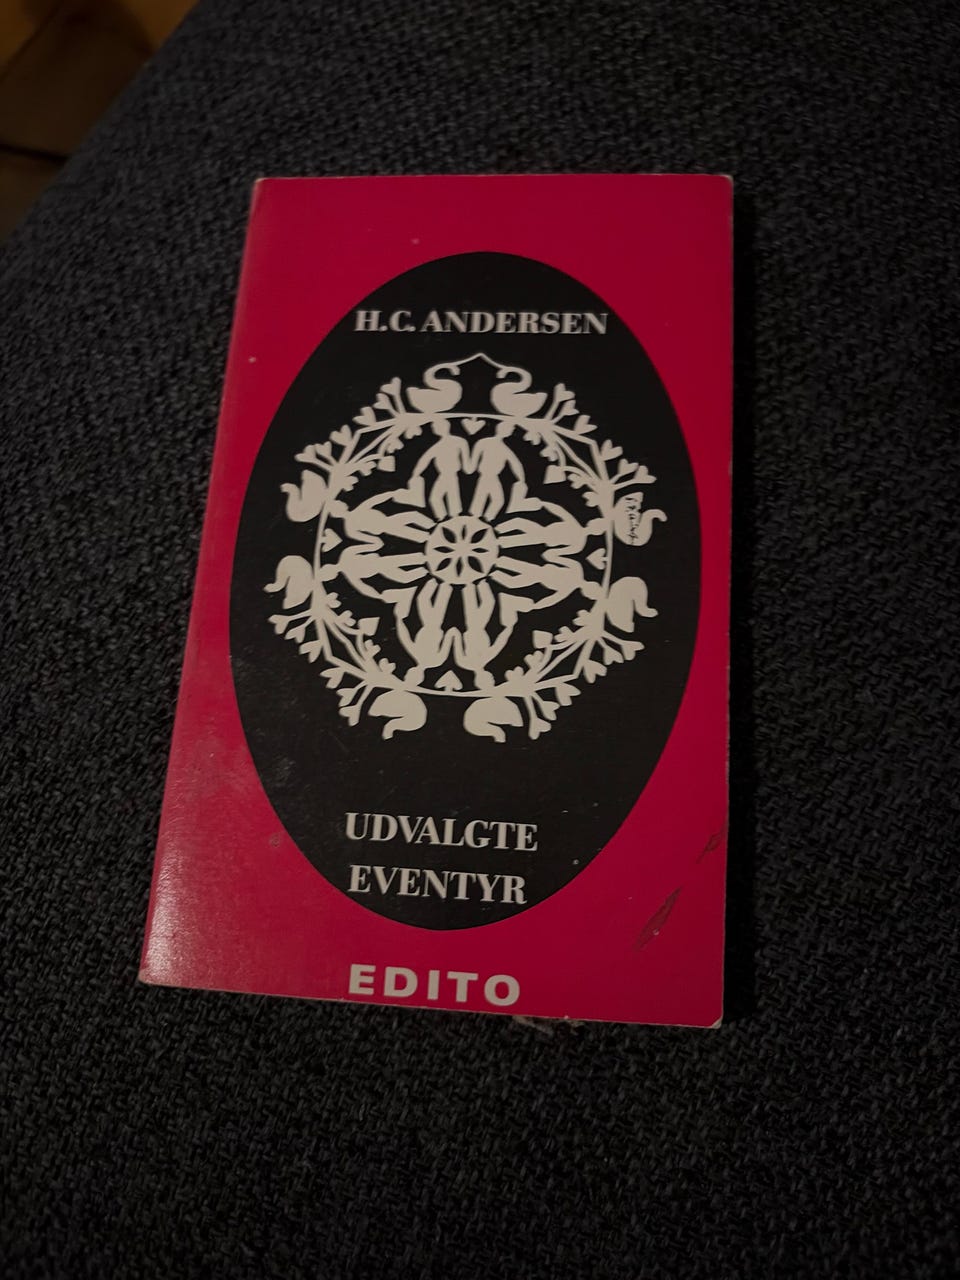 H.C. ANDERSEN
UDVALGTE
EVENTYR
EDITO